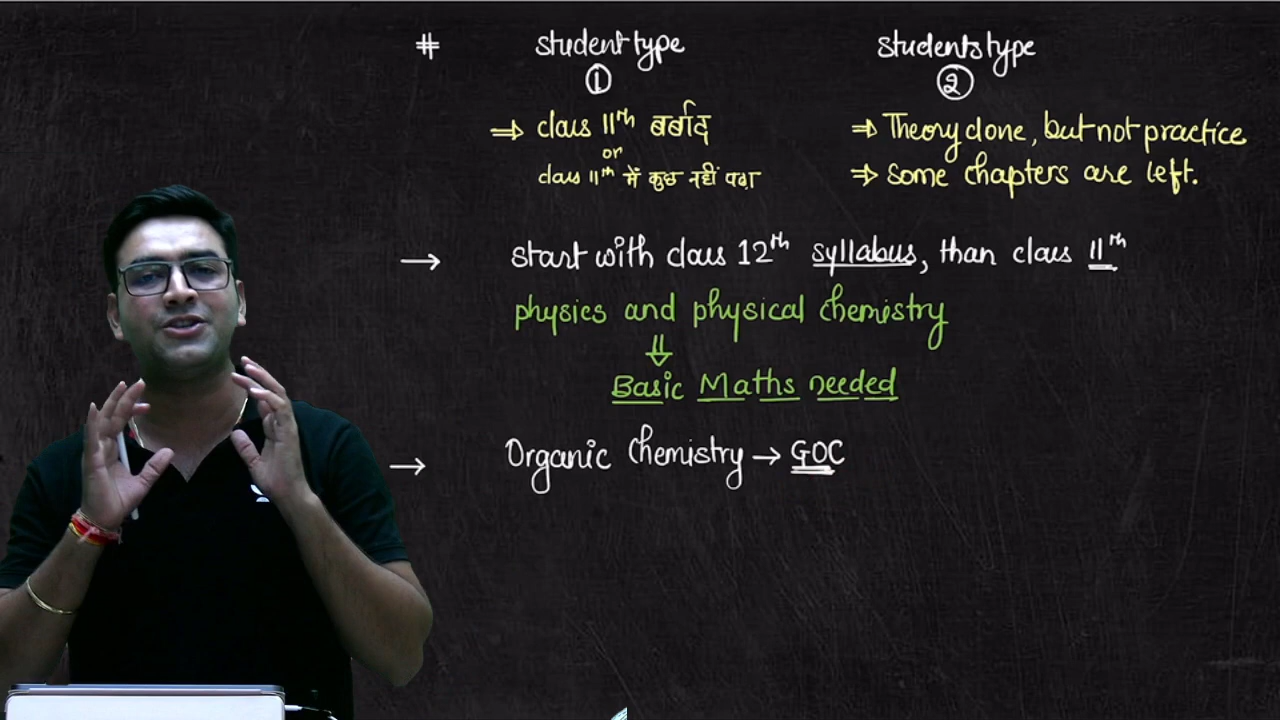 # student type students type
① ②
⇒ class 11th बर्बाद ⇒ Theory done, but not practice
or
class 11th में कुछ नहीं पढ़ा ⇒ Some chapters are left.
→ start with class 12th syllabus, than class 11th
physics and physical chemistry
⇓
Basic Maths needed
→ Organic chemistry → GOC